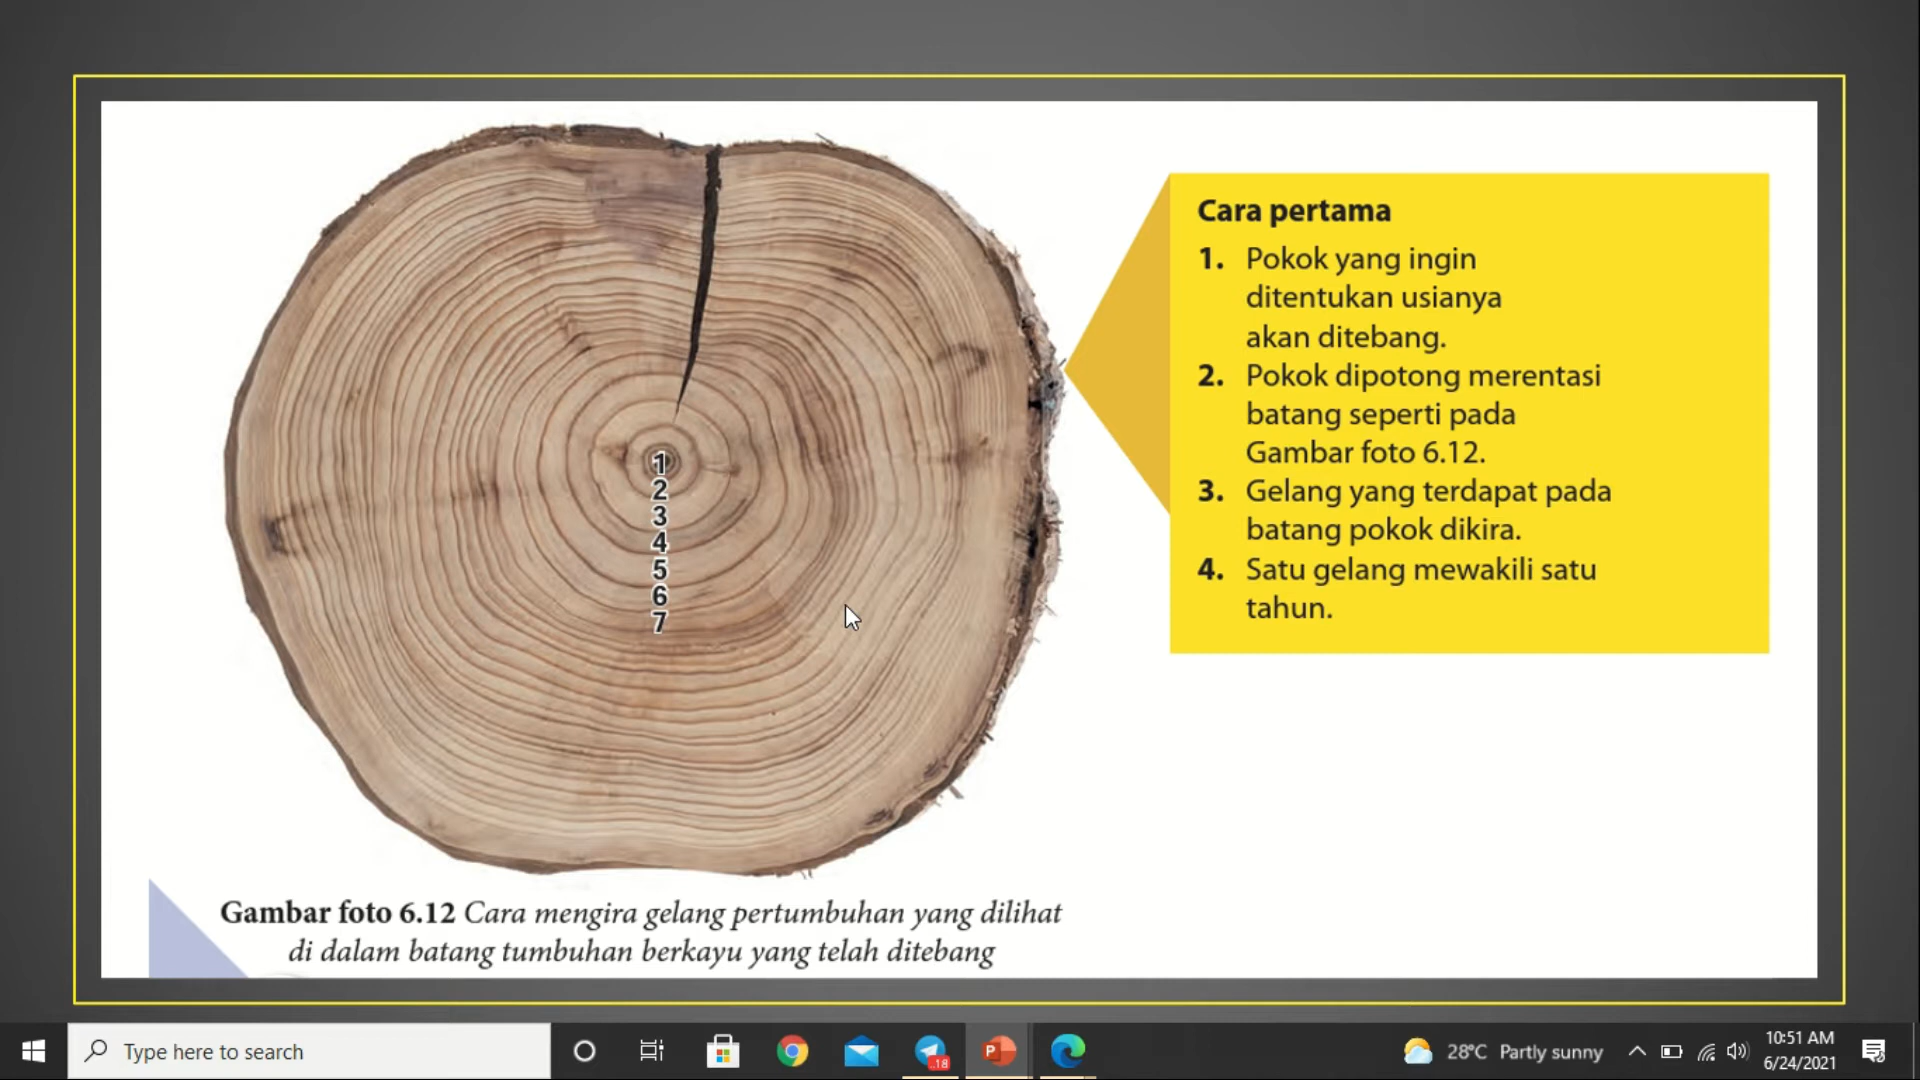 Cara pertama
1. Pokok yang ingin
ditentukan usianya
akan ditebang.
2. Pokok dipotong merentasi
batang seperti pada
Gambar foto 6.12.
3. Gelang yang terdapat pada
batang pokok dikira.
4. Satu gelang mewakili satu
tahun.
1
2
3
4
5
6
7
Gambar foto 6.12 Cara mengira gelang pertumbuhan yang dilihat
di dalam batang tumbuhan berkayu yang telah ditebang
Type here to search
18
P
28°C Partly sunny
10:51 AM
6/24/2021